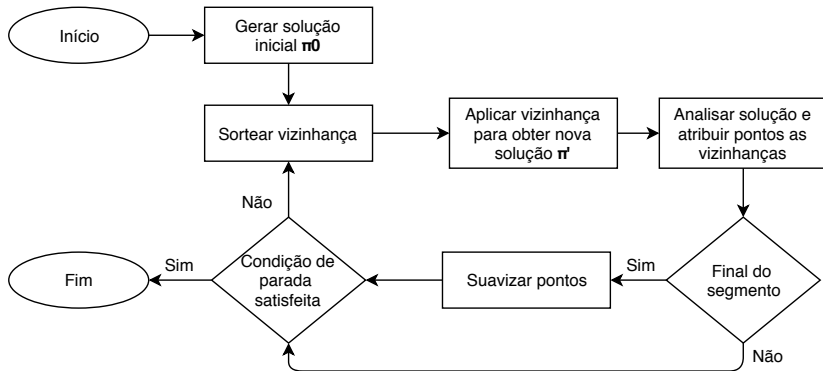 Início
Gerar solução
inicial π0
Sortear vizinhança
Aplicar vizinhança
para obter nova
solução π'
Analisar solução e
atribuir pontos as
vizinhanças
Não
Fim
Sim
Condição de
parada
satisfeita
Suavizar pontos
Sim
Final do
segmento
Não